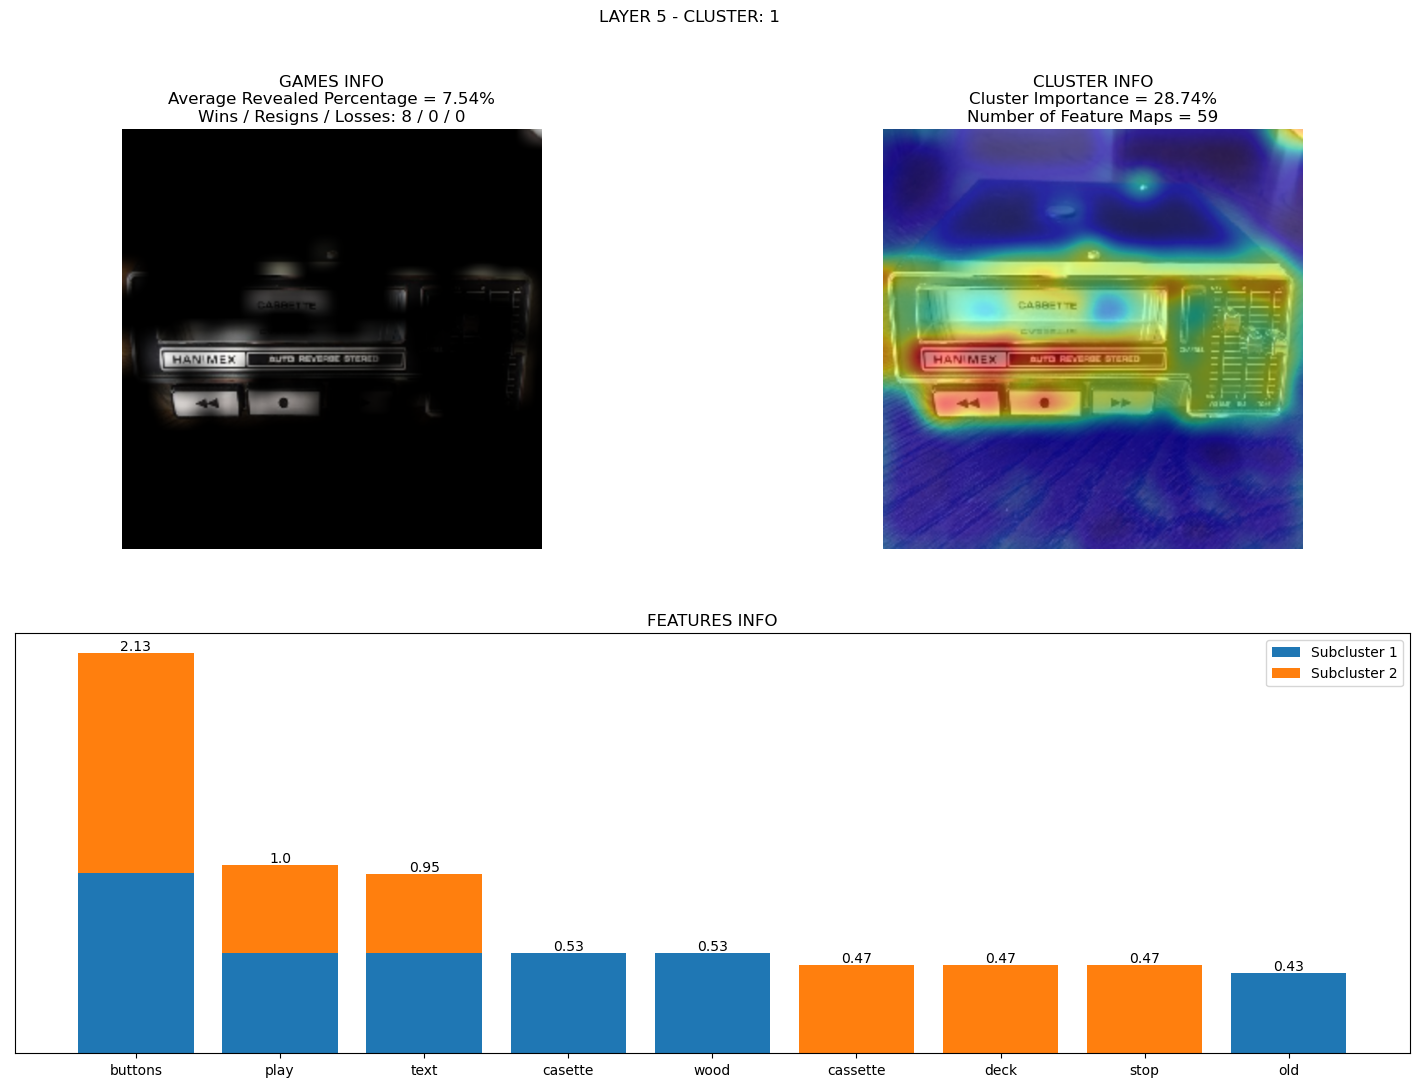 LAYER 5 - CLUSTER: 1
GAMES INFO
Average Revealed Percentage = 7.54%
Wins / Resigns / Losses: 8 / 0 / 0
CASSETTE
HANIMEX
AUTO REVERSE STEREO
CLUSTER INFO
Cluster Importance = 28.74%
Number of Feature Maps = 59
CASSETTE
HANIMEX
AUTO REVERSE STEREO
FEATURES INFO
Subcluster 1
Subcluster 2
2.13
1.0
0.95
0.53
0.53
0.47
0.47
0.47
0.43
buttons
play
text
casette
wood
cassette
deck
stop
old